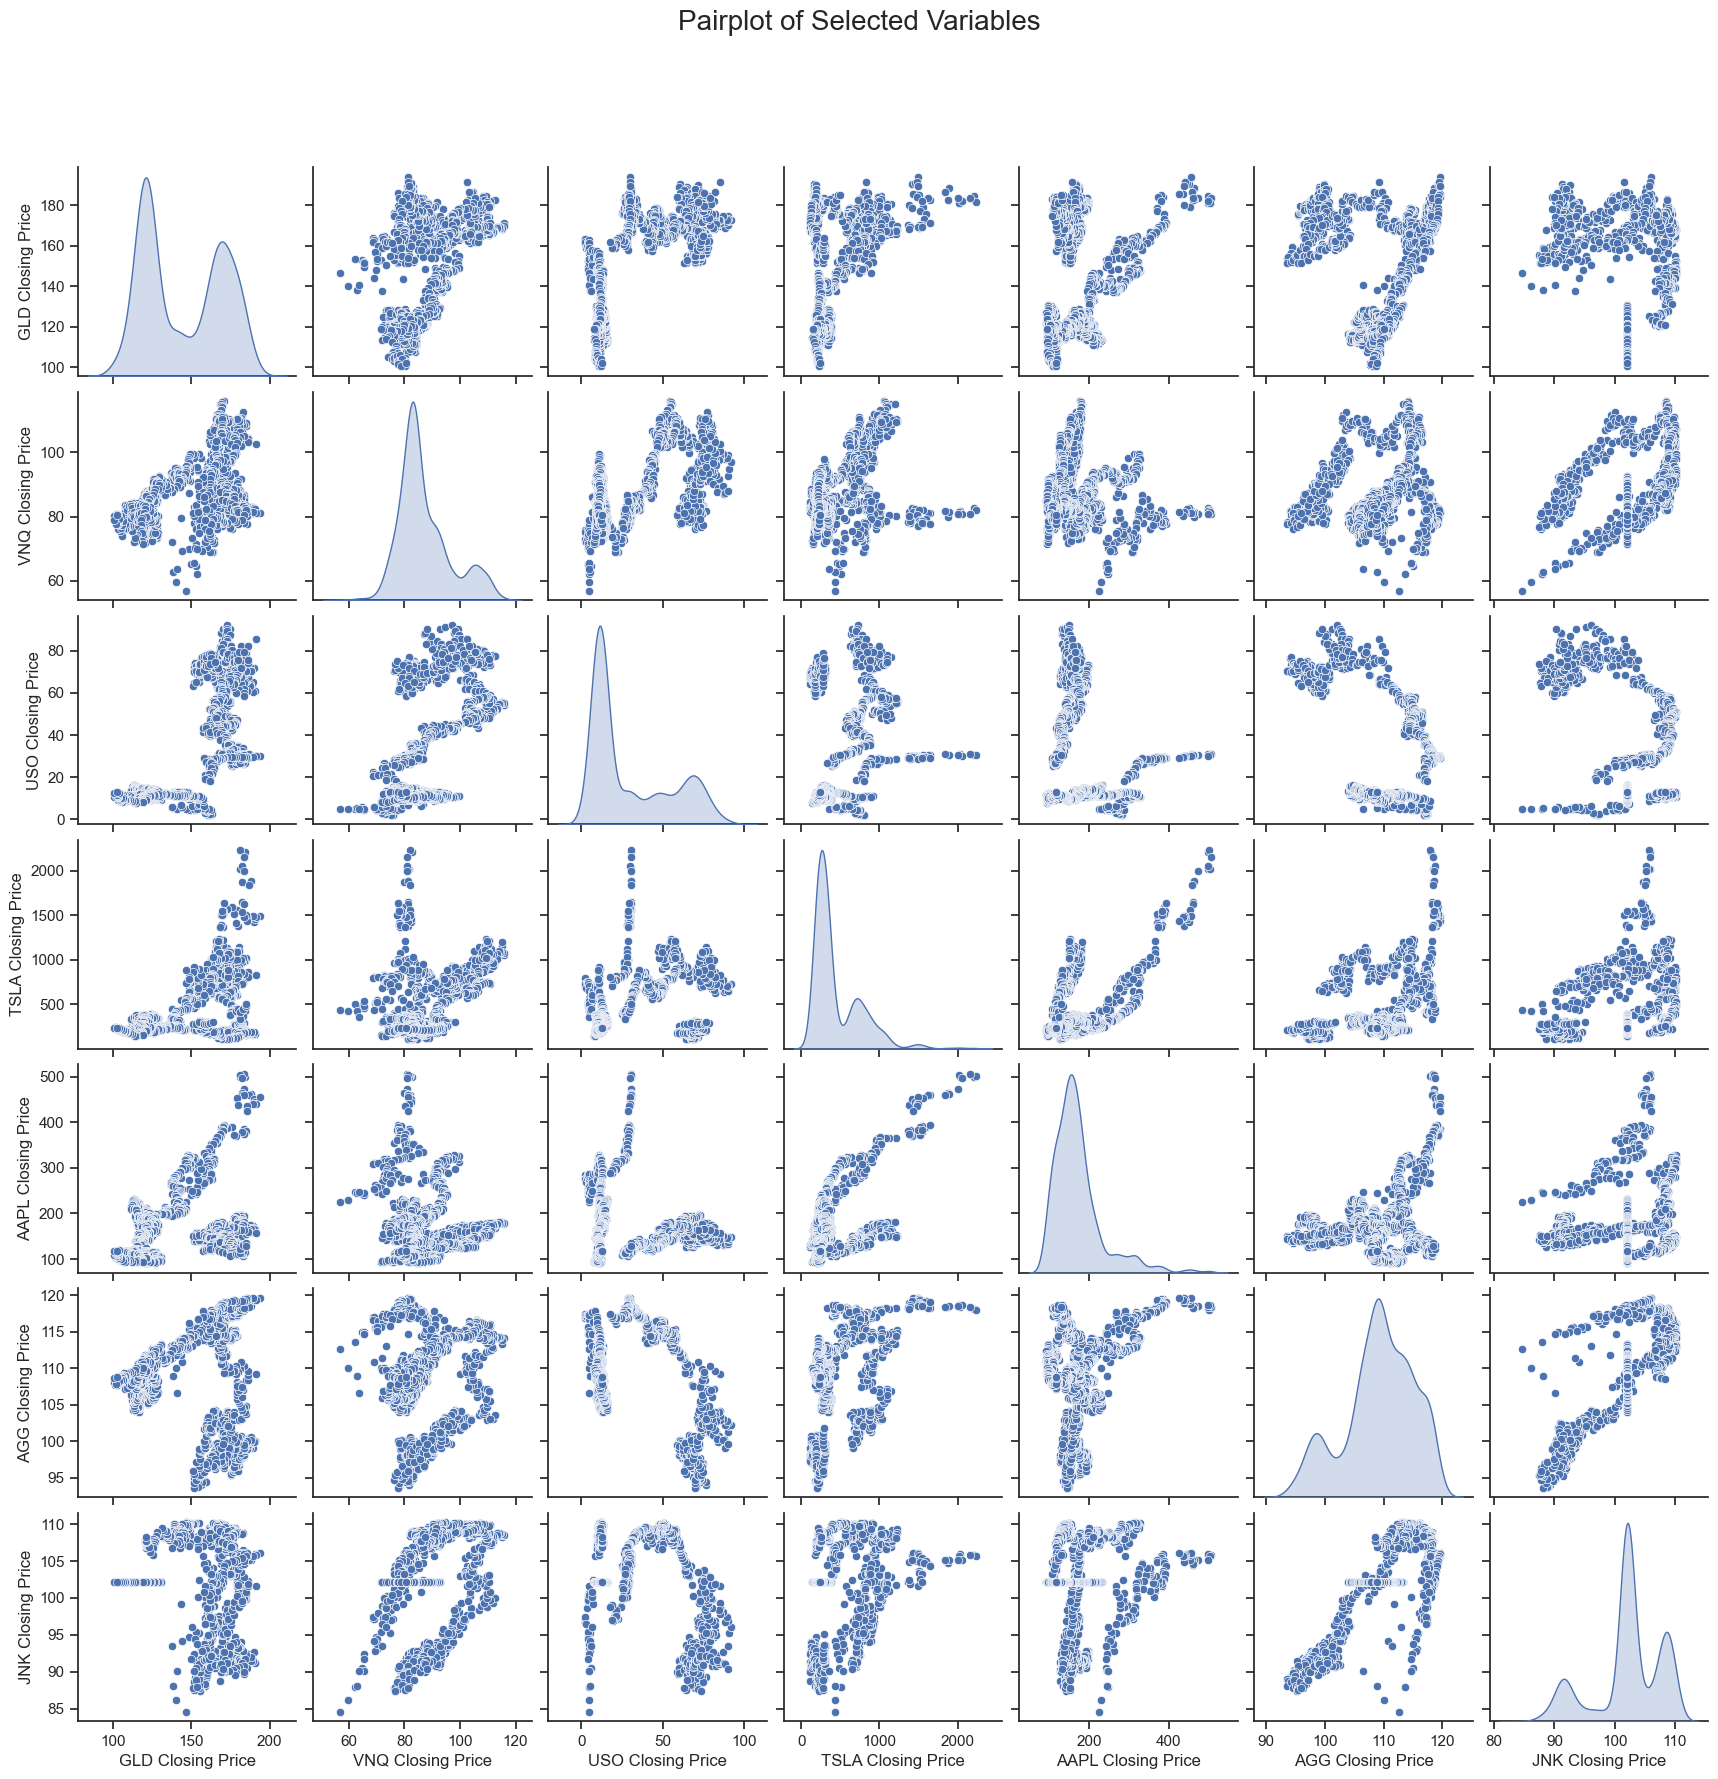 Pairplot of Selected Variables
GLD Closing Price
180
160
140
120
100
VNQ Closing Price
100
80
60
USO Closing Price
80
60
40
20
0
TSLA Closing Price
2000
1500
1000
500
AAPL Closing Price
500
400
300
200
100
AGG Closing Price
120
115
110
105
100
95
JNK Closing Price
110
105
100
95
90
85
100 150 200
60 80 100 120
0 50 100
0 1000 2000
200 400
90 100 110 120
80 90 100 110
GLD Closing Price
VNQ Closing Price
USO Closing Price
TSLA Closing Price
AAPL Closing Price
AGG Closing Price
JNK Closing Price